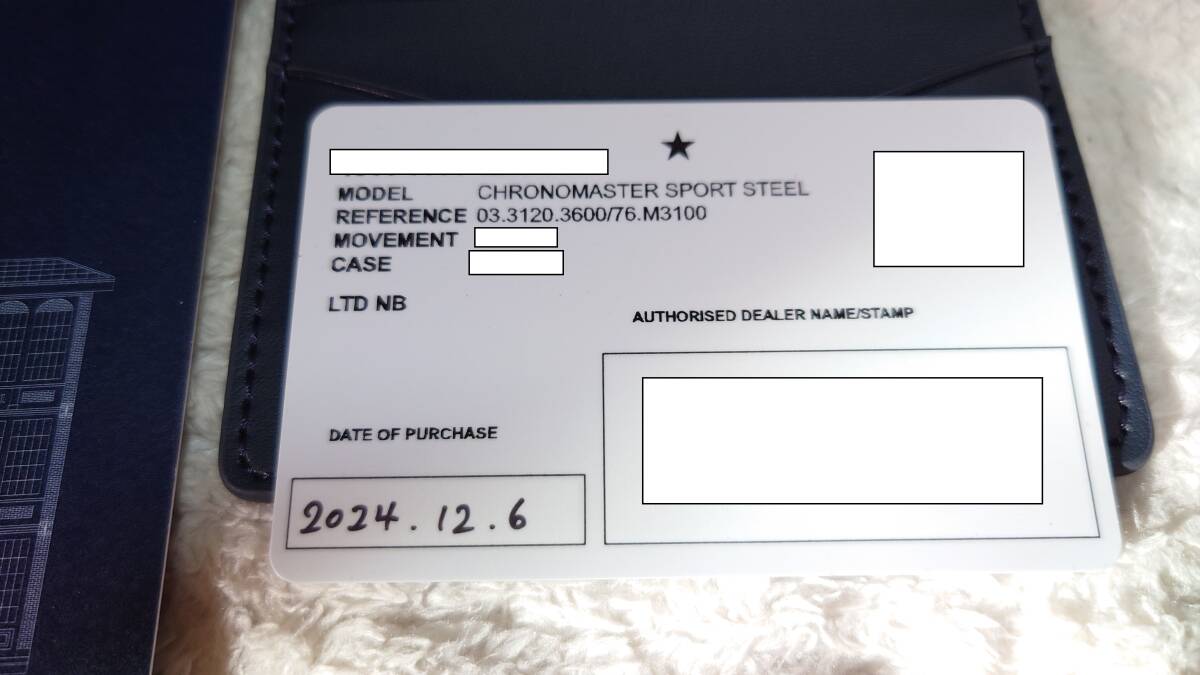 MODEL CHRONOMASTER SPORT STEEL
REFERENCE 03.3120.3600/76.M3100
MOVEMENT
CASE
LTD NB
AUTHORISED DEALER NAME/STAMP
DATE OF PURCHASE
2024.12.6